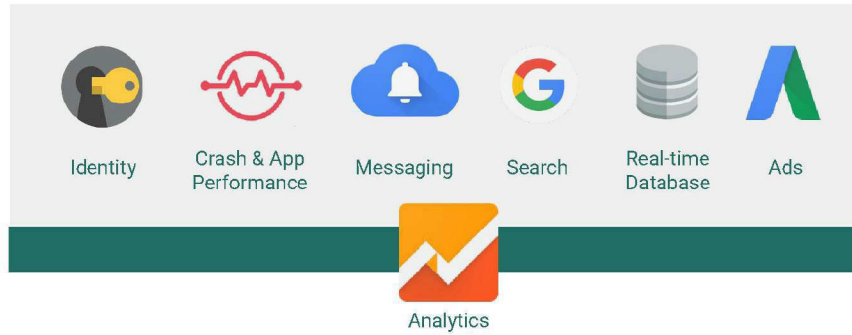 Identity
Crash & App
Performance
Messaging
Search
Real-time
Database
Ads
Analytics